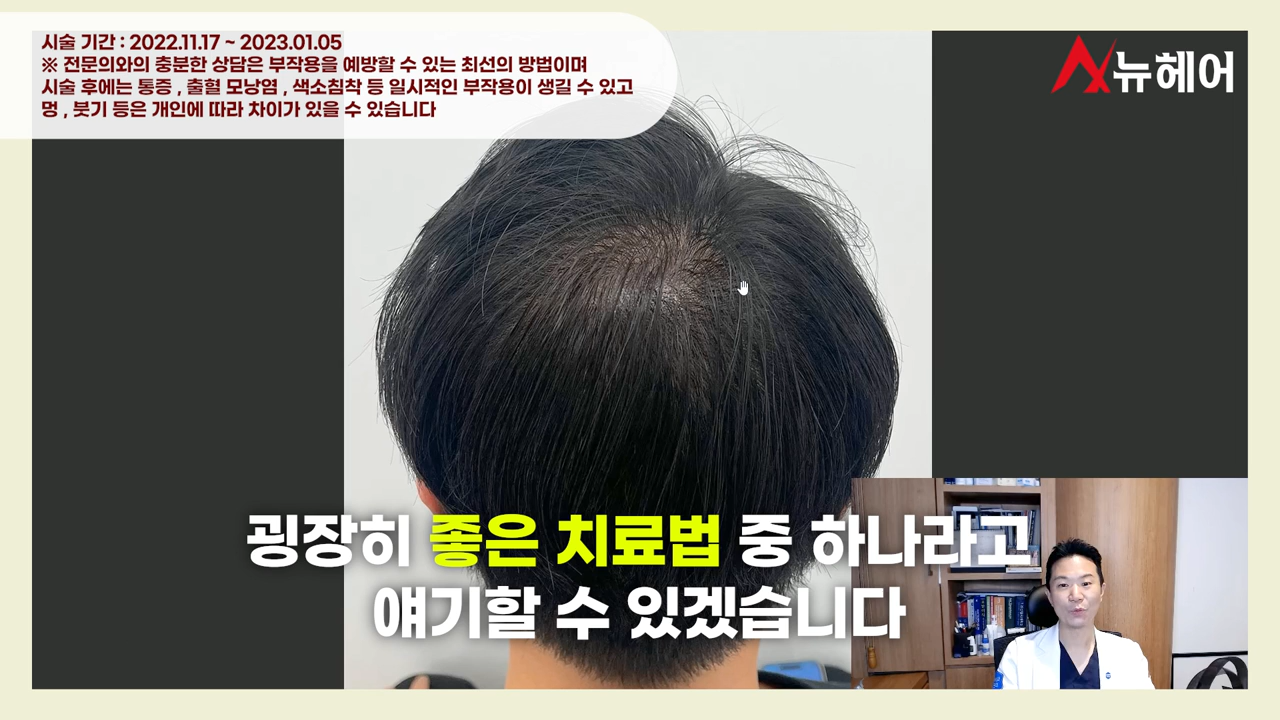 시술 기간 : 2022.11.17 ~ 2023.01.05
※ 전문의와의 충분한 상담은 부작용을 예방할 수 있는 최선의 방법이며
시술 후에는 통증 , 출혈 모낭염 , 색소침착 등 일시적인 부작용이 생길 수 있고
멍 , 붓기 등은 개인에 따라 차이가 있을 수 있습니다
뉴헤어
굉장히 좋은 치료법 중 하나라고
얘기할 수 있겠습니다